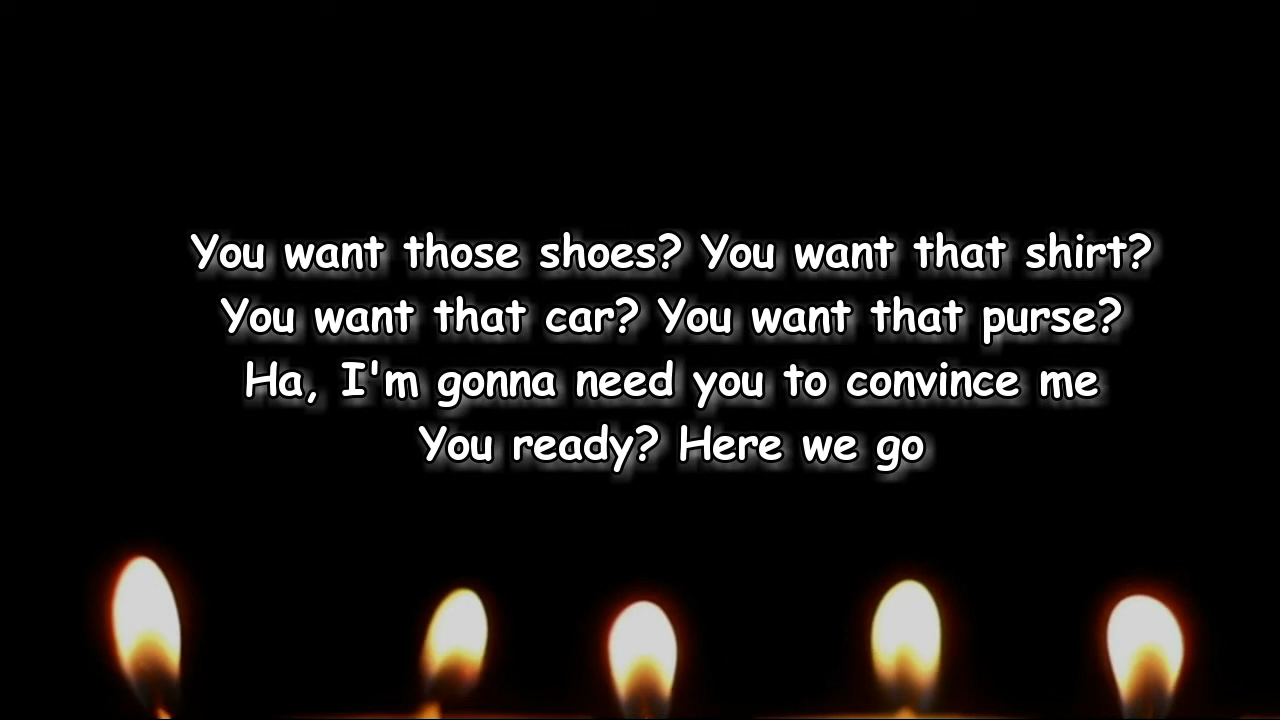 You want those shoes? You want that shirt?
You want that car? You want that purse?
Ha, I'm gonna need you to convince me
You ready? Here we go